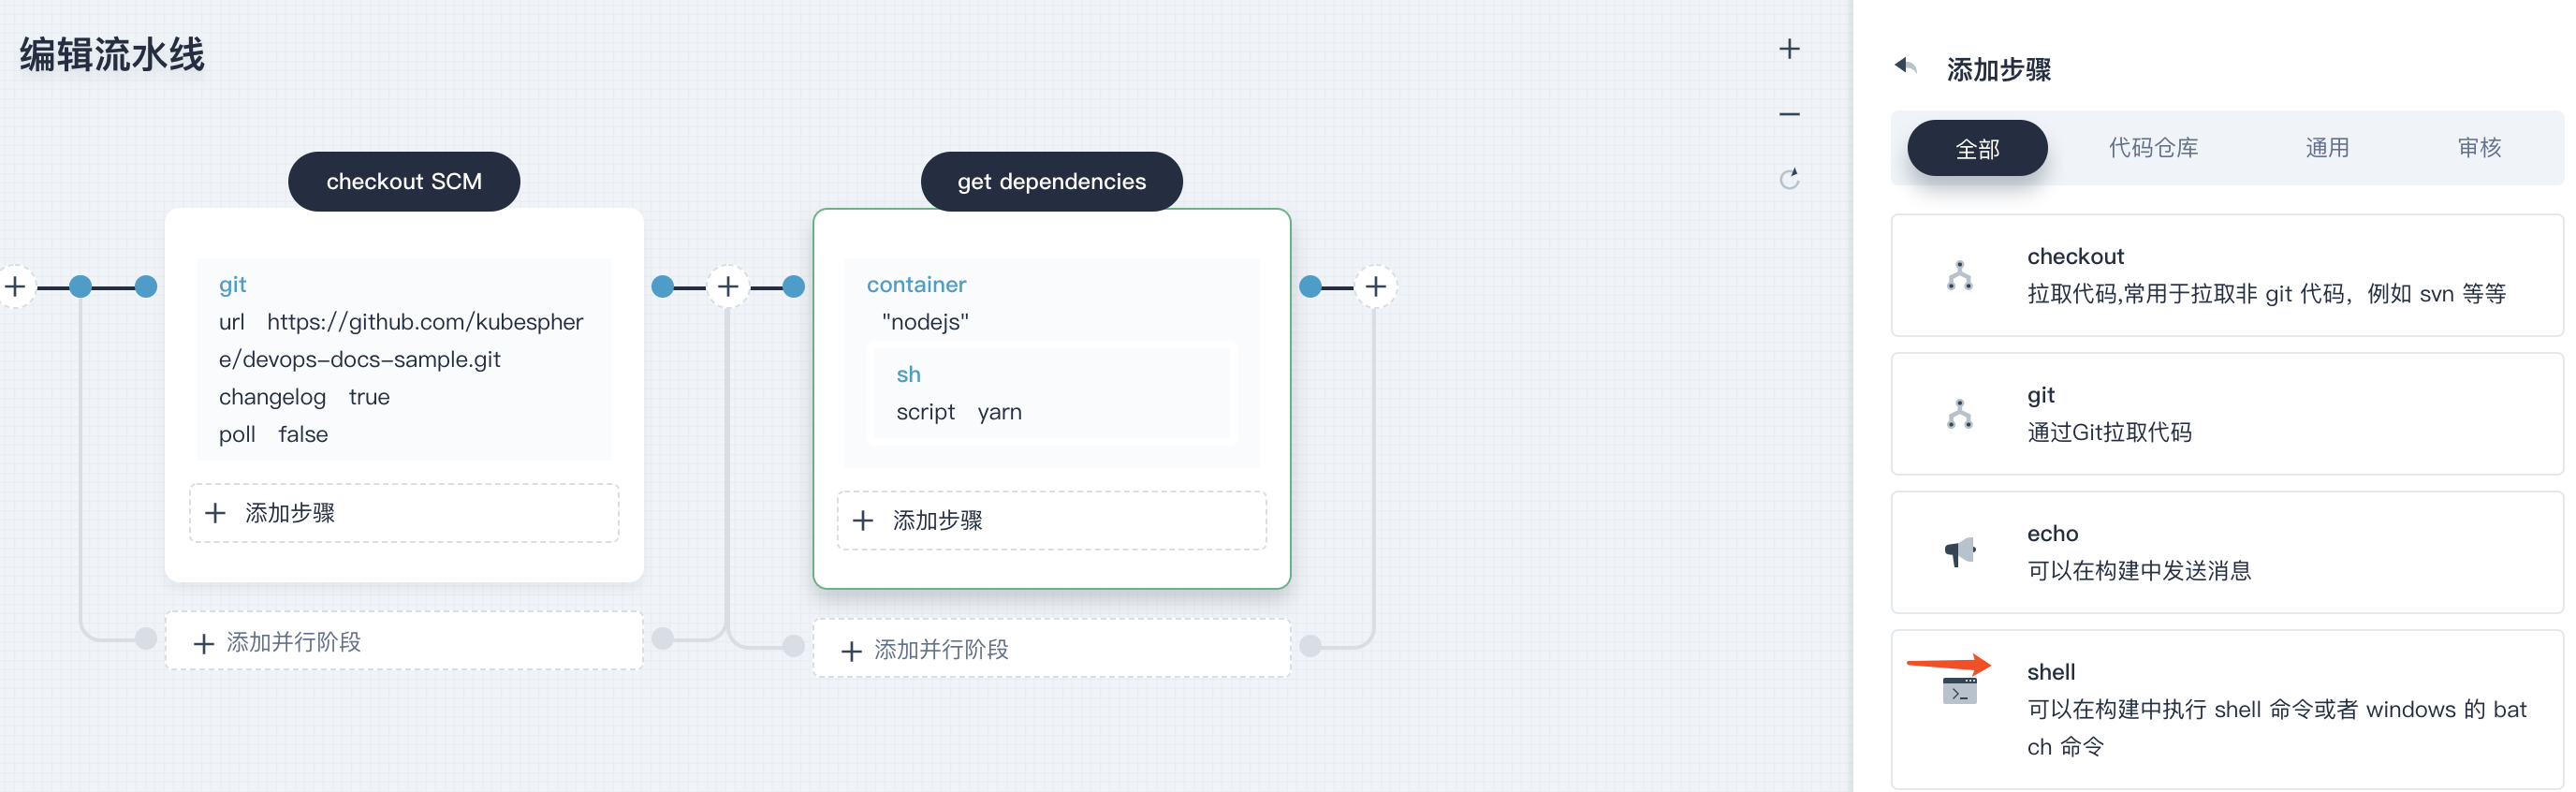 编辑流水线
checkout SCM
git
url https://github.com/kubespher
e/devops-docs-sample.git
changelog true
poll false
添加步骤
添加并行阶段
get dependencies
container
"nodejs"
sh
script yarn
添加步骤
添加并行阶段
添加步骤
全部 代码仓库 通用 审核
checkout
拉取代码,常用于拉取非 git 代码，例如 svn 等等
git
通过Git拉取代码
echo
可以在构建中发送消息
shell
可以在构建中执行 shell 命令或者 windows 的 bat
ch 命令